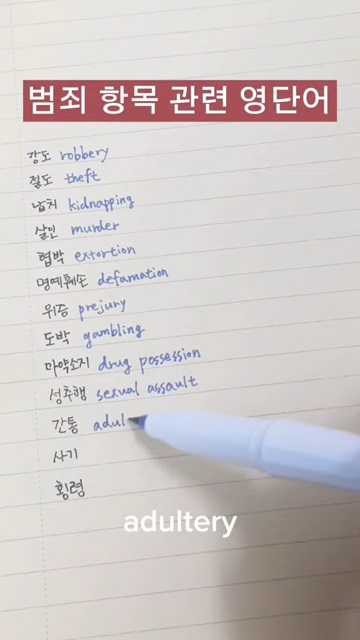 범죄 항목 관련 영단어
강도 robbery
절도 theft
납치 kidnapping
살인 murder
협박 extortion
명예훼손 defamation
위증 prejury
도박 gambling
마약소지 drug possession
성추행 sexual assault
간통 adul
사기
횡령
adultery